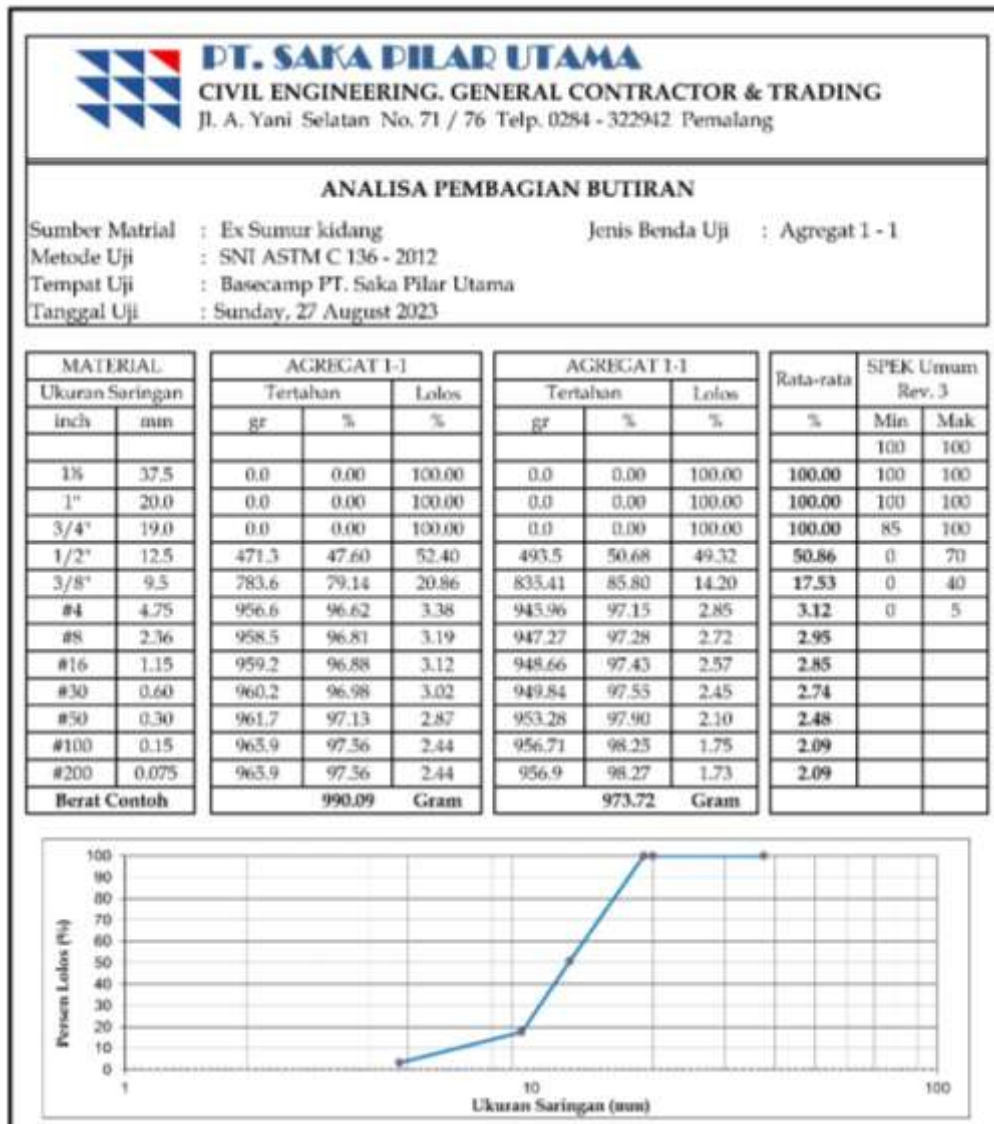 PT. SAKA PILAR UTAMA
CIVIL ENGINEERING. GENERAL CONTRACTOR & TRADING
Jl. A. Yani Selatan No. 71 / 76 Telp. 0284 - 322942 Pemalang
ANALISA PEMBAGIAN BUTIRAN
Sumber Matrial : Ex Sumur kidang Jenis Benda Uji : Agregat 1 - 1
Metode Uji : SNI ASTM C 136 - 2012
Tempat Uji : Basecamp PT. Saka Pilar Utama
Tanggal Uji : Sunday, 27 August 2023
MATERIAL AGREGAT 1-1 AGREGAT 1-1 Rata-rata SPEK Umum Rev. 3
Ukuran Saringan Tertahan Lolos Tertahan Lolos
inch mm gr % % gr % % % Min Mak
100 100
1½ 37.5 0.0 0.00 100.00 0.0 0.00 100.00 100.00 100 100
1" 20.0 0.0 0.00 100.00 0.0 0.00 100.00 100.00 100 100
3/4" 19.0 0.0 0.00 100.00 0.0 0.00 100.00 100.00 85 100
1/2" 12.5 471.3 47.60 52.40 493.5 50.68 49.32 50.86 0 70
3/8" 9.5 783.6 79.14 20.86 835.41 85.80 14.20 17.53 0 40
#4 4.75 956.6 96.62 3.38 945.96 97.15 2.85 3.12 0 5
#8 2.36 958.5 96.81 3.19 947.27 97.28 2.72 2.95
#16 1.15 959.2 96.88 3.12 948.66 97.43 2.57 2.85
#30 0.60 960.2 96.98 3.02 949.84 97.55 2.45 2.74
#50 0.30 961.7 97.13 2.87 953.28 97.90 2.10 2.48
#100 0.15 965.9 97.56 2.44 956.71 98.25 1.75 2.09
#200 0.075 965.9 97.56 2.44 956.9 98.27 1.73 2.09
Berat Contoh 990.09 Gram 973.72 Gram
Persen Lolos (%)
100
90
80
70
60
50
40
30
20
10
0
1 10 100
Ukuran Saringan (mm)